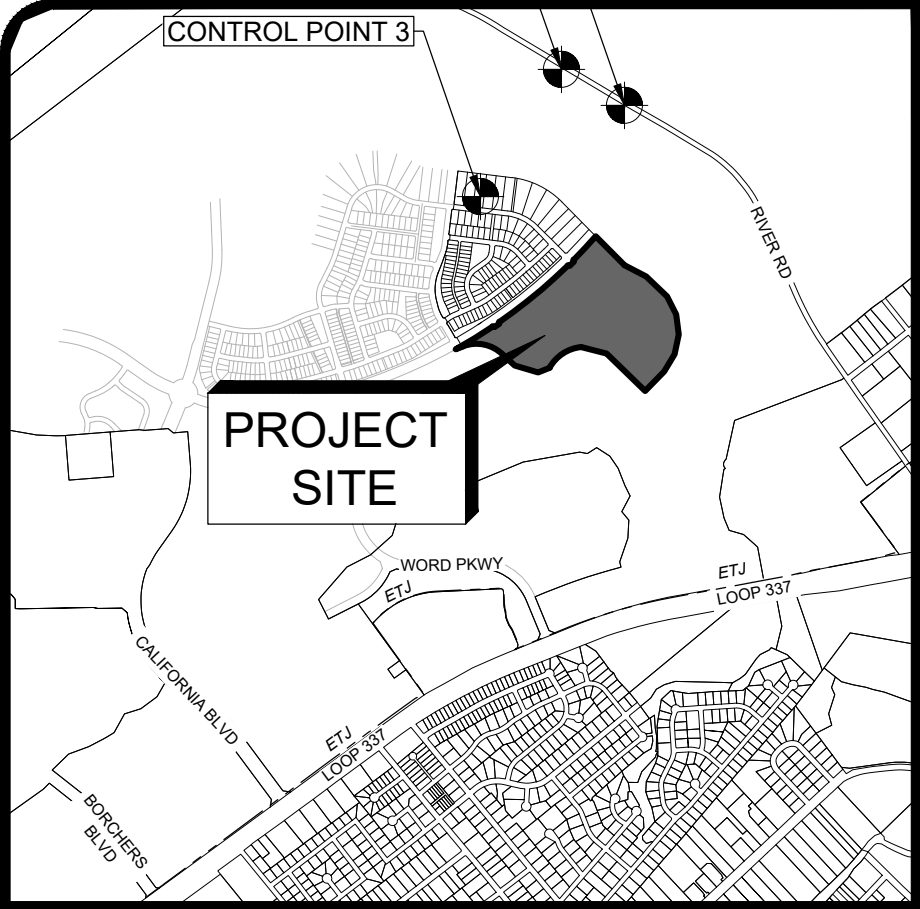 CONTROL POINT 3
RIVER RD
PROJECT
SITE
WORD PKWY
ETJ
ETJ
LOOP 337
CALIFORNIA BLVD
ETJ
LOOP 337
BORCHERS
BLVD